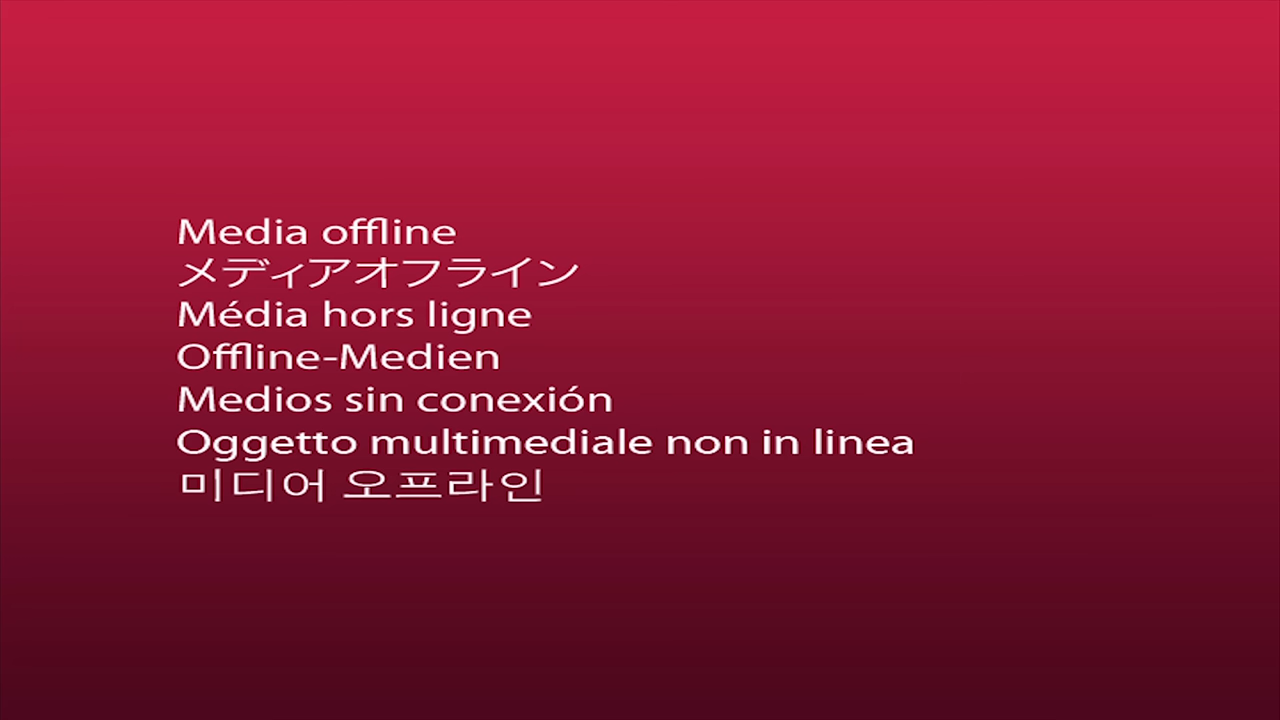 Media offline
メディアオフライン
Média hors ligne
Offline-Medien
Medios sin conexión
Oggetto multimediale non in linea
미디어 오프라인